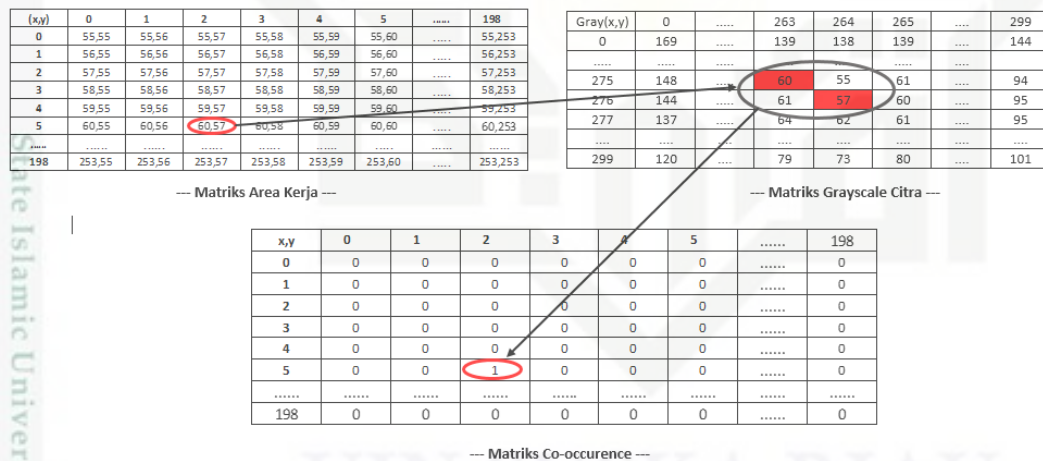 (x,y) 0 1 2 3 4 5 ...... 198
0 55,55 55,56 55,57 55,58 55,59 55,60 ..... 55,253
1 56,55 56,56 56,57 56,58 56,59 56,60 ..... 56,253
2 57,55 57,56 57,57 57,58 57,59 57,60 ..... 57,253
3 58,55 58,56 58,57 58,58 58,59 58,60 ..... 58,253
4 59,55 59,56 59,57 59,58 59,59 59,60 ..... 59,253
5 60,55 60,56 60,57 60,58 60,59 60,60 ..... 60,253
...... ...... ...... ...... ...... ...... ...... ...... ......
198 253,55 253,56 253,57 253,58 253,59 253,60 ..... 253,253
--- Matriks Area Kerja ---
Gray(x,y) 0 ..... 263 264 265 .... 299
0 169 ..... 139 138 139 .... 144
..... ..... ..... ..... ..... ..... ....
275 148 ..... 60 55 61 .... 94
276 144 ..... 61 57 60 .... 95
277 137 ..... 64 62 61 .... 95
.... .... .... .... .... .... .... ....
299 120 .... 79 73 80 .... 101
--- Matriks Grayscale Citra ---
x,y 0 1 2 3 4 5 ...... 198
0 0 0 0 0 0 0 ...... 0
1 0 0 0 0 0 0 ...... 0
2 0 0 0 0 0 0 ...... 0
3 0 0 0 0 0 0 ...... 0
4 0 0 0 0 0 0 ...... 0
5 0 0 1 0 0 0 ...... 0
...... ...... ...... ...... ...... ...... ...... ...... ......
198 0 0 0 0 0 0 ...... 0
--- Matriks Co-occurence ---
State Islamic Univer